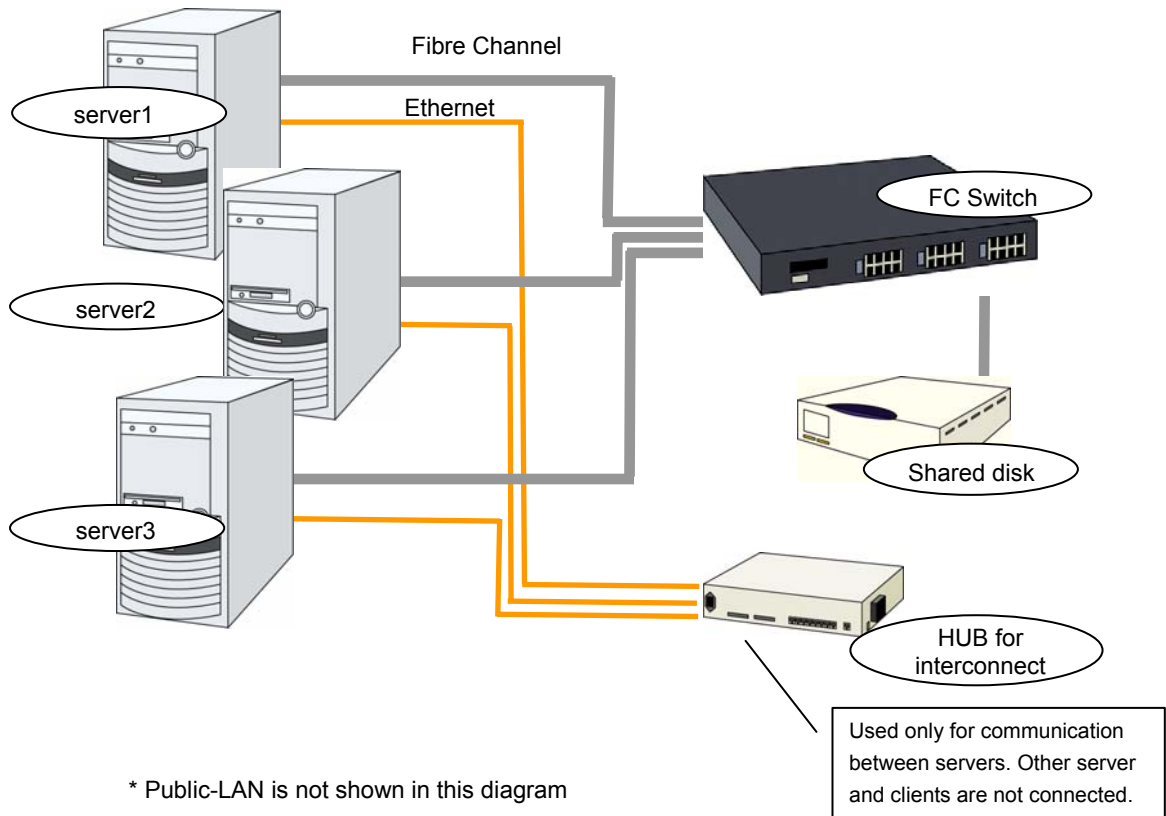 Fibre Channel
server1
Ethernet
FC Switch
server2
Shared disk
server3
HUB for
interconnect
Used only for communication
between servers. Other server
and clients are not connected.
* Public-LAN is not shown in this diagram